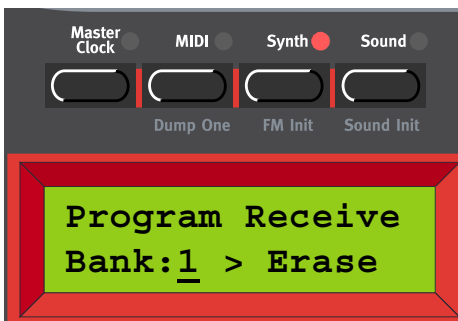 Master Clock MIDI Synth Sound
Dump One FM Init Sound Init
Program Receive
Bank:1 > Erase